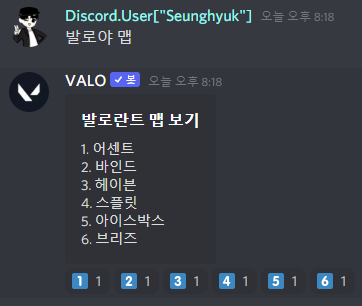 Discord.User["Seunghyuk"] 오늘 오후 8:18
발로야 맵
VALO 봇 오늘 오후 8:18
발로란트 맵 보기
1. 어센트
2. 바인드
3. 헤이븐
4. 스플릿
5. 아이스박스
6. 브리즈
1 1 2 1 3 1 4 1 5 1 6 1